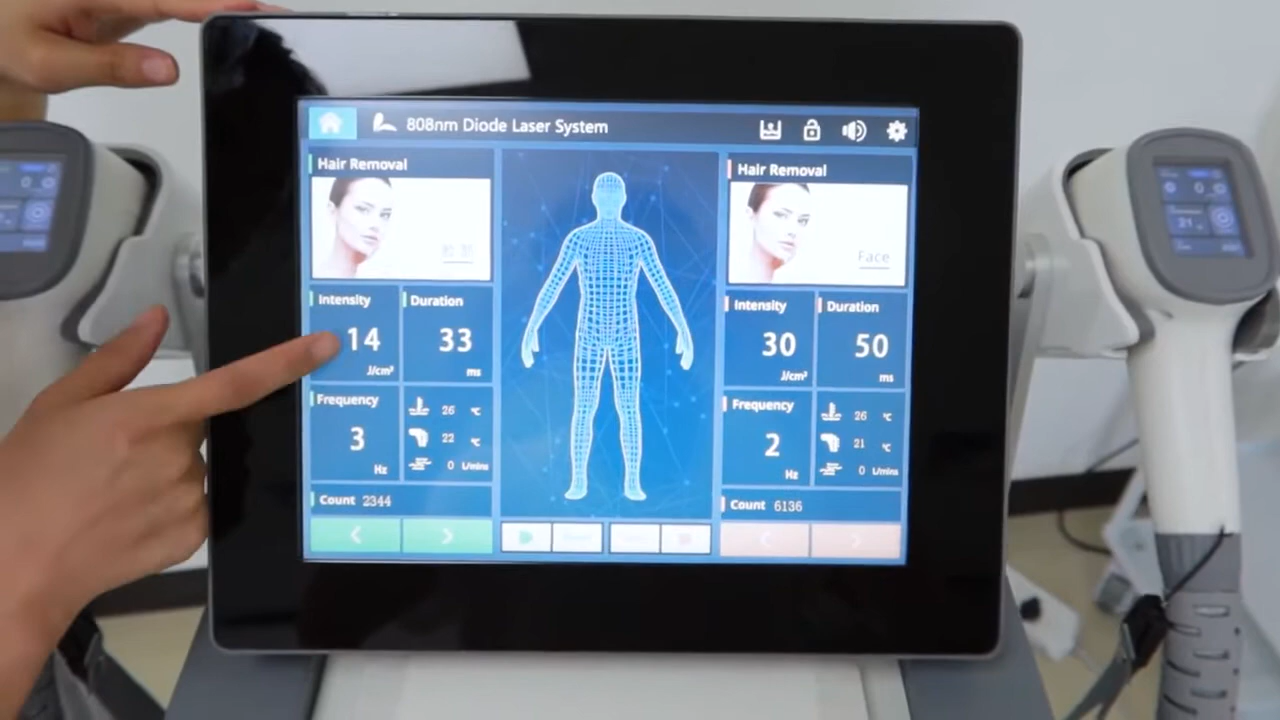 808nm Diode Laser System
Hair Removal
Intensity
14
J/cm²
Duration
33
ms
Frequency
3
Hz
26 ℃
22 ℃
0 L/mins
Count 2344
Hair Removal
Face
Intensity
30
J/cm²
Duration
50
ms
Frequency
2
Hz
26 ℃
21 ℃
0 L/mins
Count 6136
21